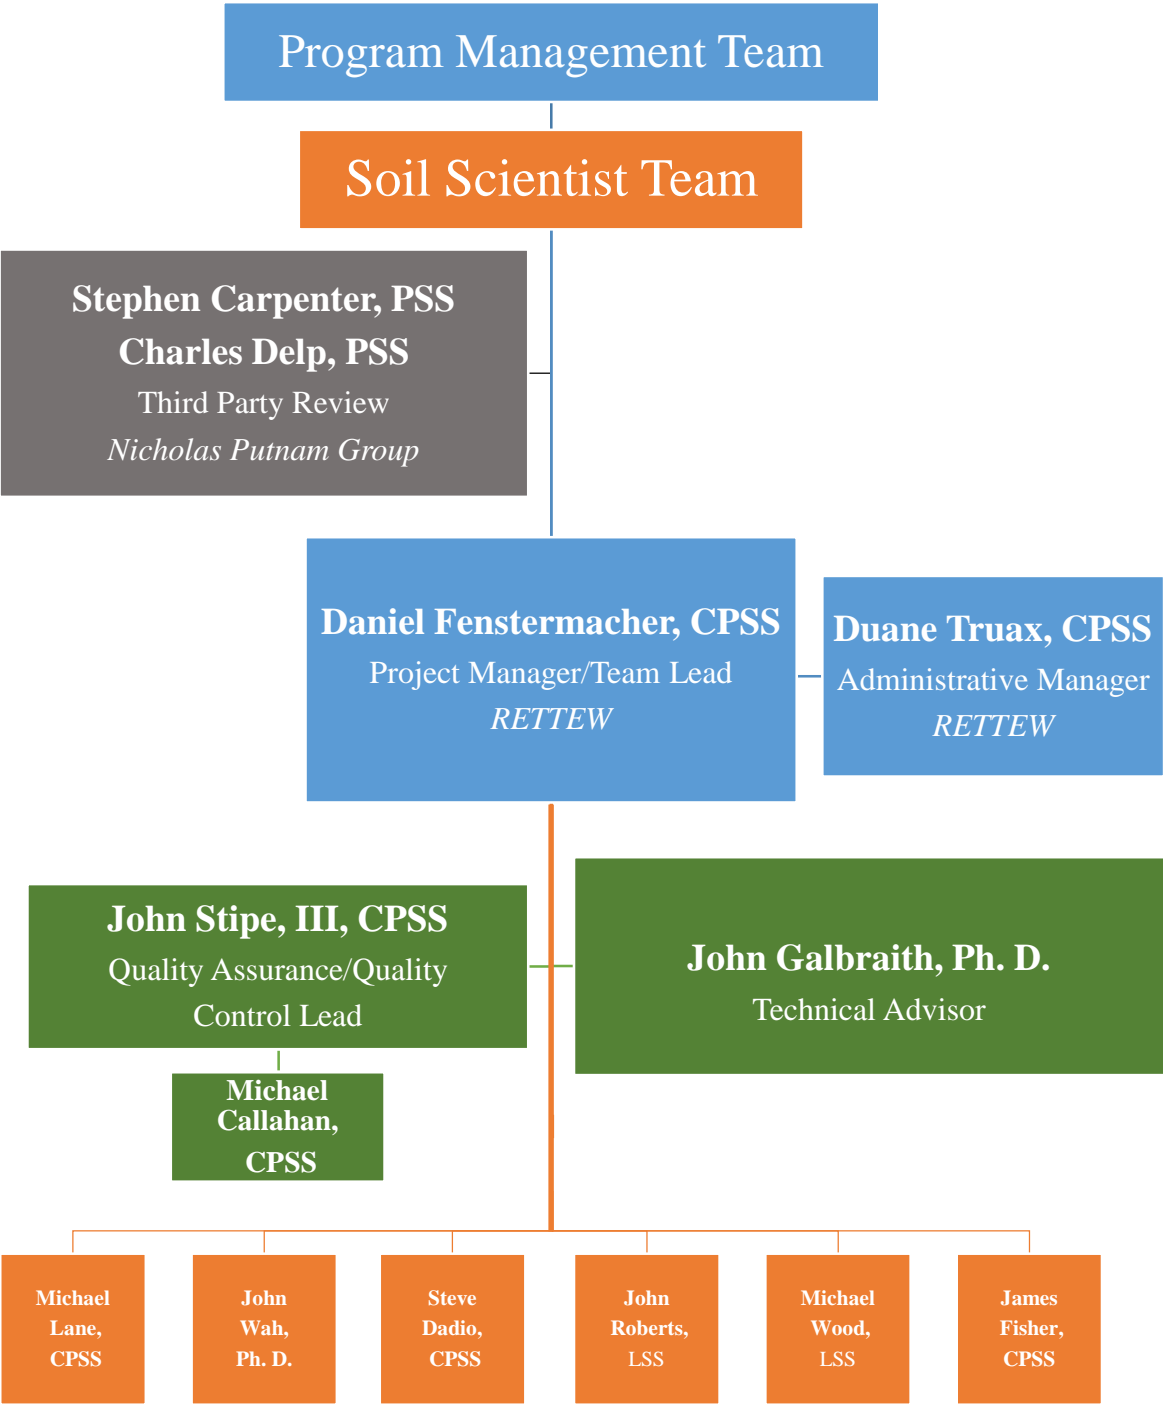 Program Management Team
Soil Scientist Team
Stephen Carpenter, PSS
Charles Delp, PSS
Third Party Review
Nicholas Putnam Group
Daniel Fenstermacher, CPSS
Project Manager/Team Lead
RETTEW
Duane Truax, CPSS
Administrative Manager
RETTEW
John Stipe, III, CPSS
Quality Assurance/Quality
Control Lead
John Galbraith, Ph. D.
Technical Advisor
Michael
Callahan,
CPSS
Michael
Lane,
CPSS
John
Wah,
Ph. D.
Steve
Dadio,
CPSS
John
Roberts,
LSS
Michael
Wood,
LSS
James
Fisher,
CPSS